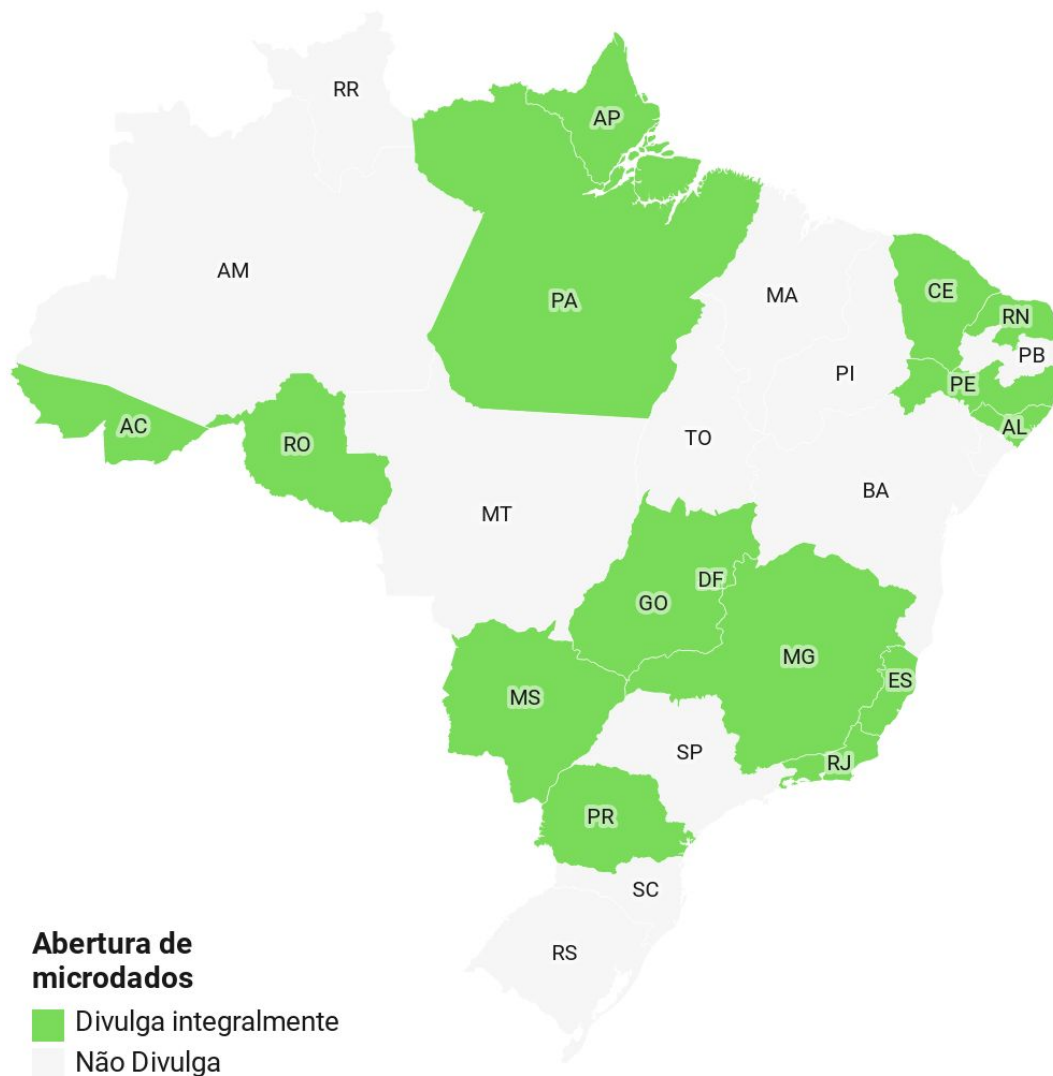 RR
AP
AM
PA
MA
CE
RN
PB
PI
PE
AC
AL
RO
TO
BA
MT
DF
GO
MG
ES
MS
SP
RJ
PR
SC
RS
Abertura de
microdados
Divulga integralmente
Não Divulga